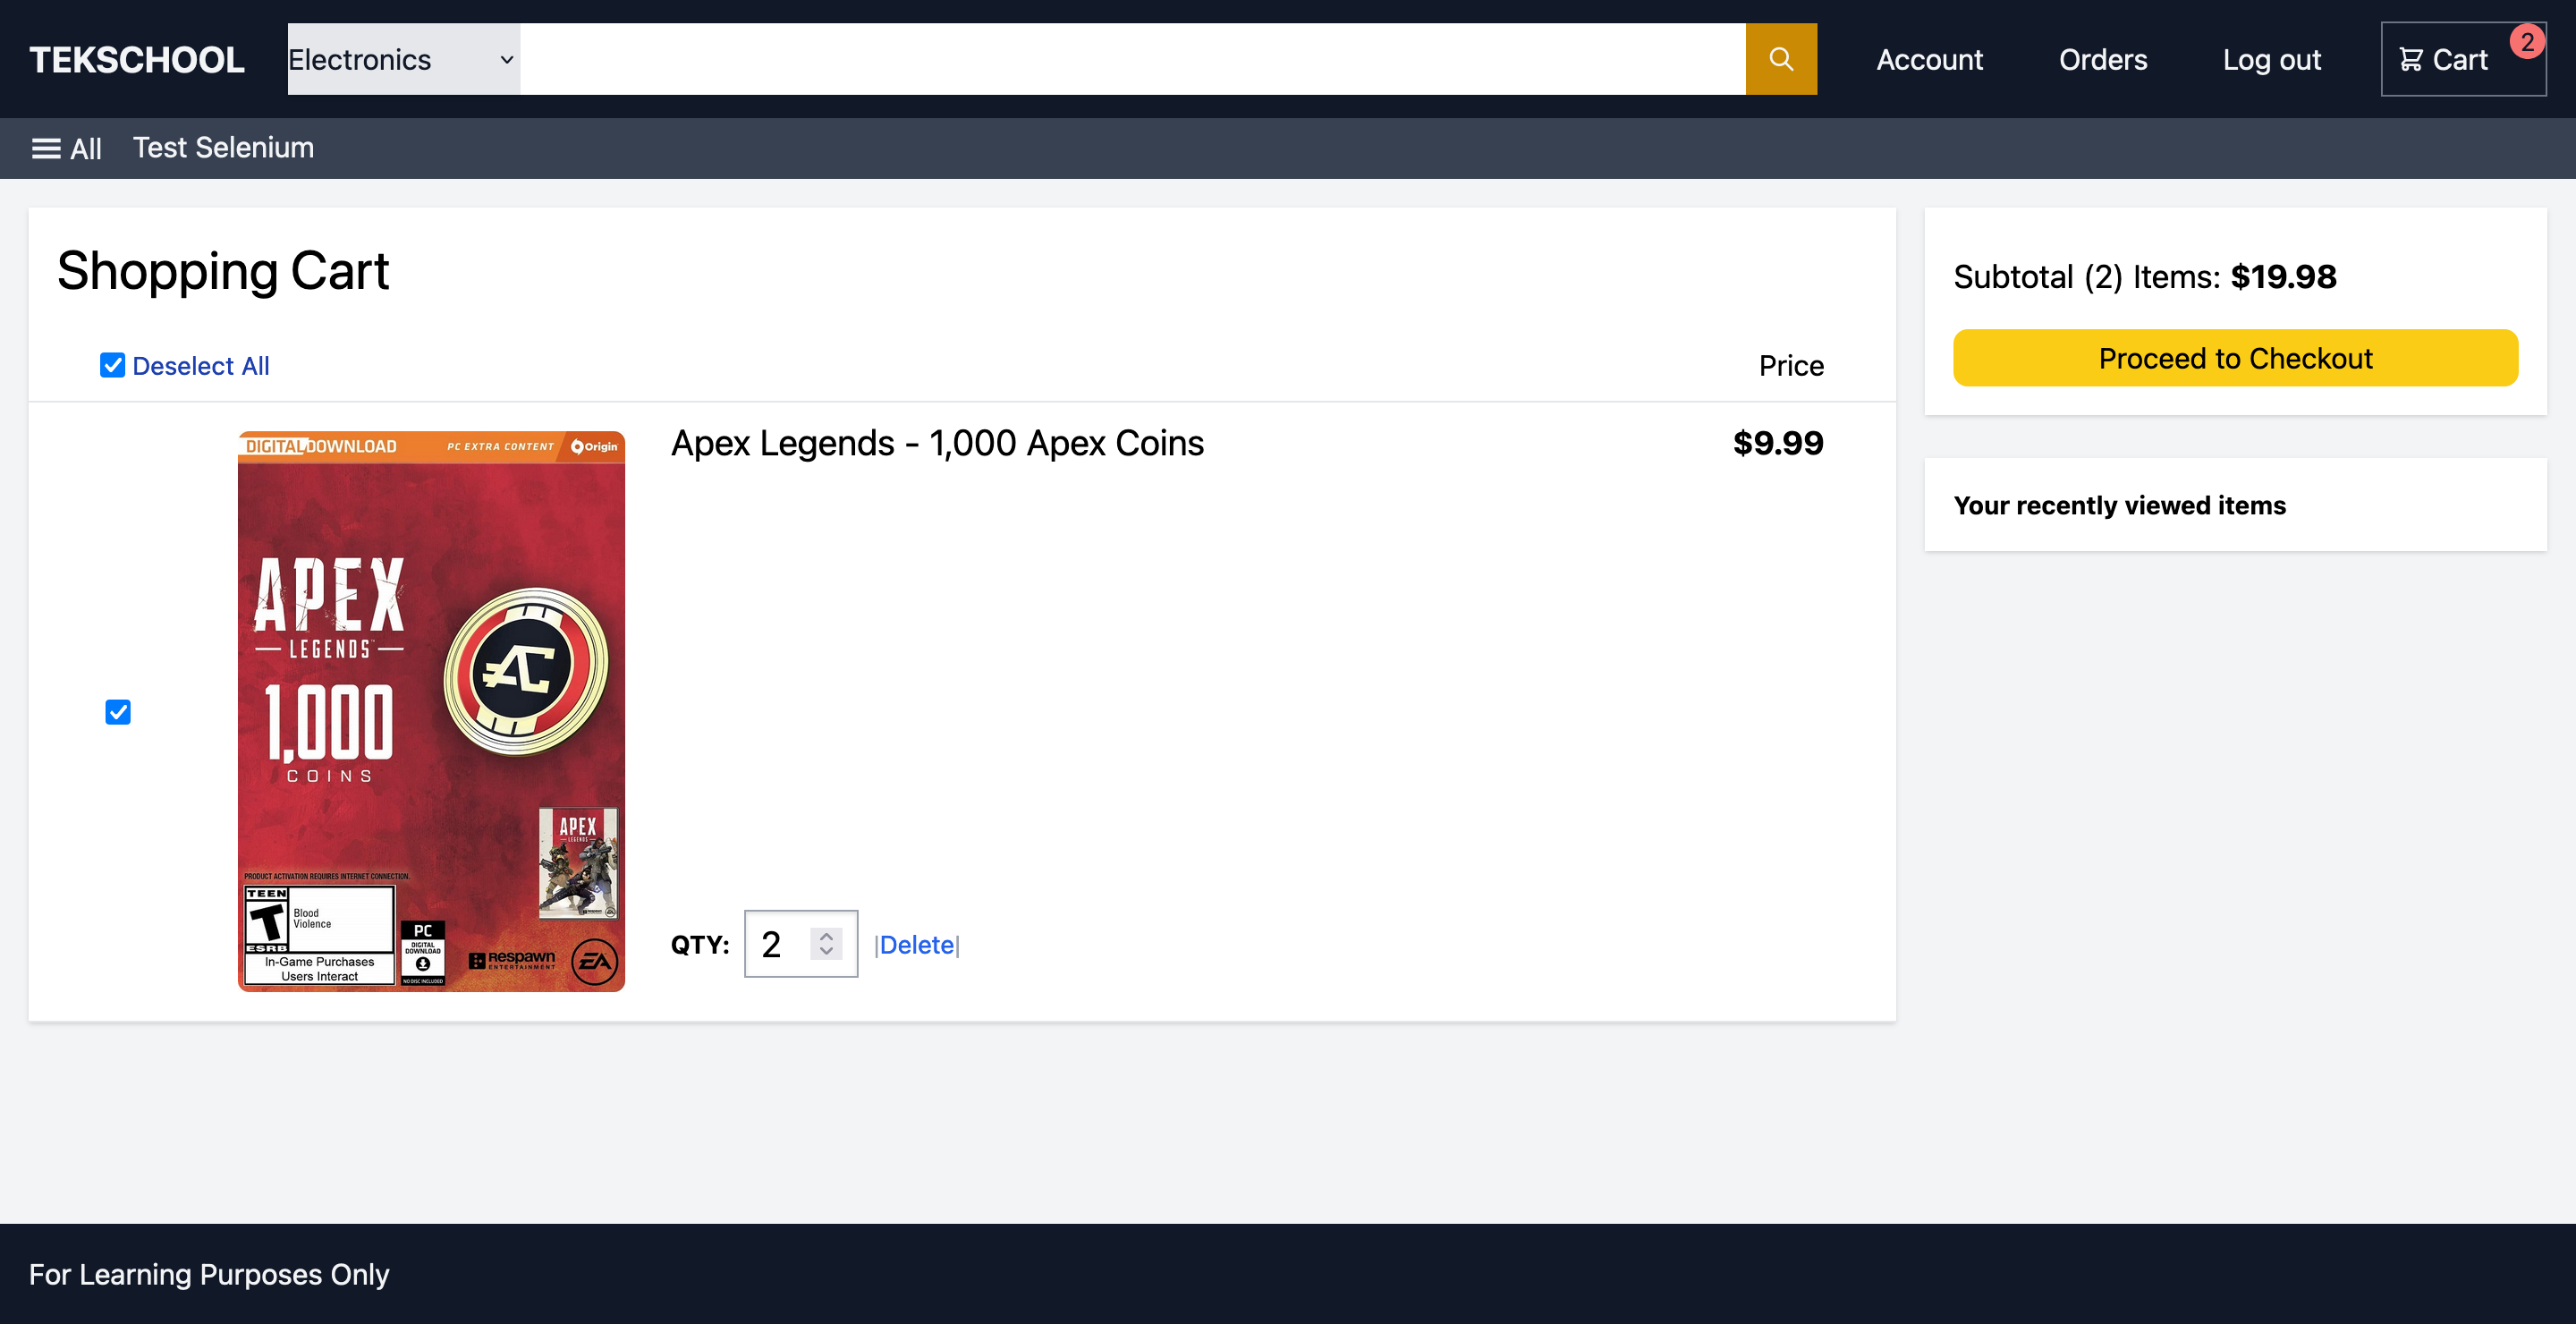 TEKSCHOOL
Electronics
Account
Orders
Log out
Cart
2
All
Test Selenium
Shopping Cart
Deselect All
Price
Subtotal (2) Items: $19.98
Proceed to Checkout
Your recently viewed items
Apex Legends - 1,000 Apex Coins
$9.99
DIGITAL DOWNLOAD
PC EXTRA CONTENT
Origin
APEX
LEGENDS
1,000
COINS
AC
APEX
LEGENDS
PRODUCT ACTIVATION REQUIRES INTERNET CONNECTION.
TEEN
T
ESRB
Blood
Violence
In-Game Purchases
Users Interact
PC
DIGITAL
DOWNLOAD
NO DISC INCLUDED
Respawn
ENTERTAINMENT
EA
QTY: 2 |Delete|
For Learning Purposes Only